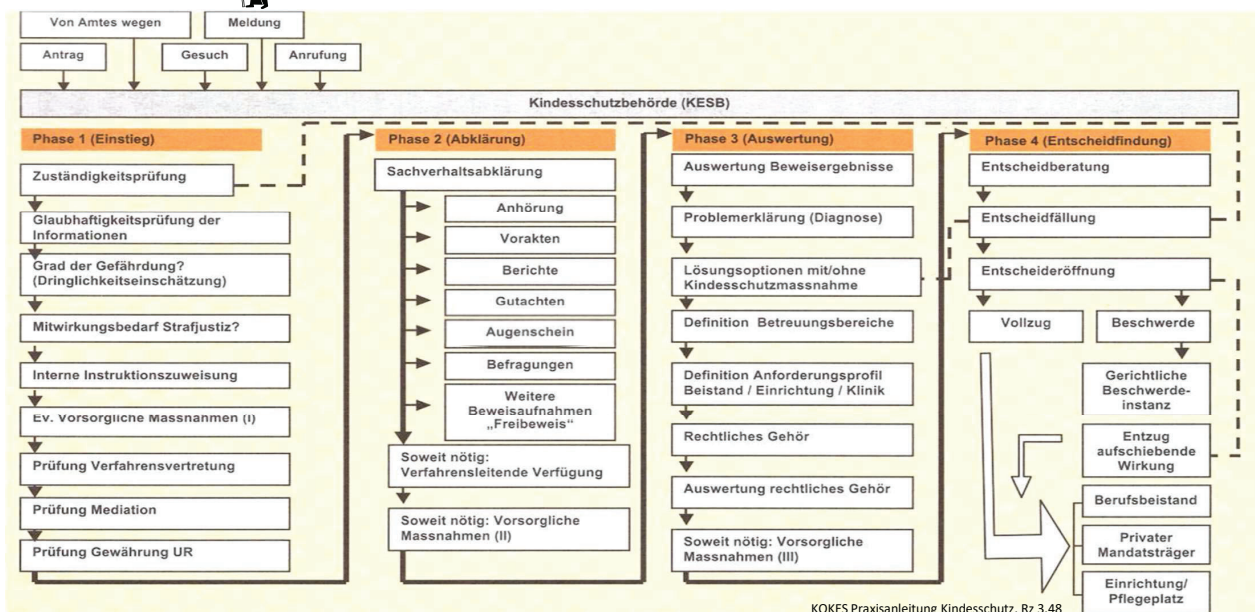 Von Amtes wegen
Meldung
Antrag
Gesuch
Anrufung
Kindesschutzbehörde (KESB)
Phase 1 (Einstieg)
Zuständigkeitsprüfung
Glaubhaftigkeitsprüfung der
Informationen
Grad der Gefährdung?
(Dringlichkeitseinschätzung)
Mitwirkungsbedarf Strafjustiz?
Interne Instruktionszuweisung
Ev. Vorsorgliche Massnahmen (I)
Prüfung Verfahrensvertretung
Prüfung Mediation
Prüfung Gewährung UR
Phase 2 (Abklärung)
Sachverhaltsabklärung
Anhörung
Vorakten
Berichte
Gutachten
Augenschein
Befragungen
Weitere
Beweisaufnahmen
„Freibeweis“
Soweit nötig:
Verfahrensleitende Verfügung
Soweit nötig: Vorsorgliche
Massnahmen (II)
Phase 3 (Auswertung)
Auswertung Beweisergebnisse
Problemerklärung (Diagnose)
Lösungsoptionen mit/ohne
Kindesschutzmassnahme
Definition Betreuungsbereiche
Definition Anforderungsprofil
Beistand / Einrichtung / Klinik
Rechtliches Gehör
Auswertung rechtliches Gehör
Soweit nötig: Vorsorgliche
Massnahmen (III)
Phase 4 (Entscheidfindung)
Entscheidberatung
Entscheidfällung
Entscheideröffnung
Vollzug
Beschwerde
Gerichtliche
Beschwerde-
instanz
Entzug
aufschiebende
Wirkung
Berufsbeistand
Privater
Mandatsträger
Einrichtung/
Pflegeplatz
KOKES Praxisanleitung Kindesschutz, Rz 3.48